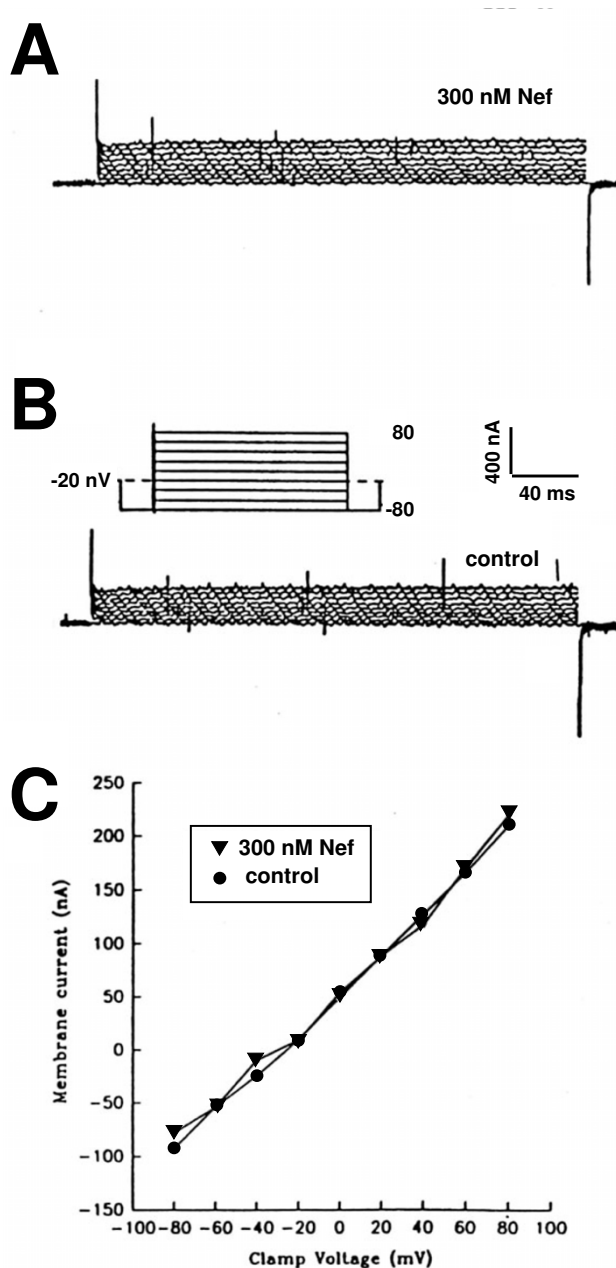 A
300 nM Nef
B
-20 nV
80
-80
400 nA
40 ms
control
C
250
200
150
100
50
0
-50
-100
-150
Membrane current (nA)
300 nM Nef
control
-100 -80 -60 -40 -20 0 20 40 60 80 100
Clamp Voltage (mV)